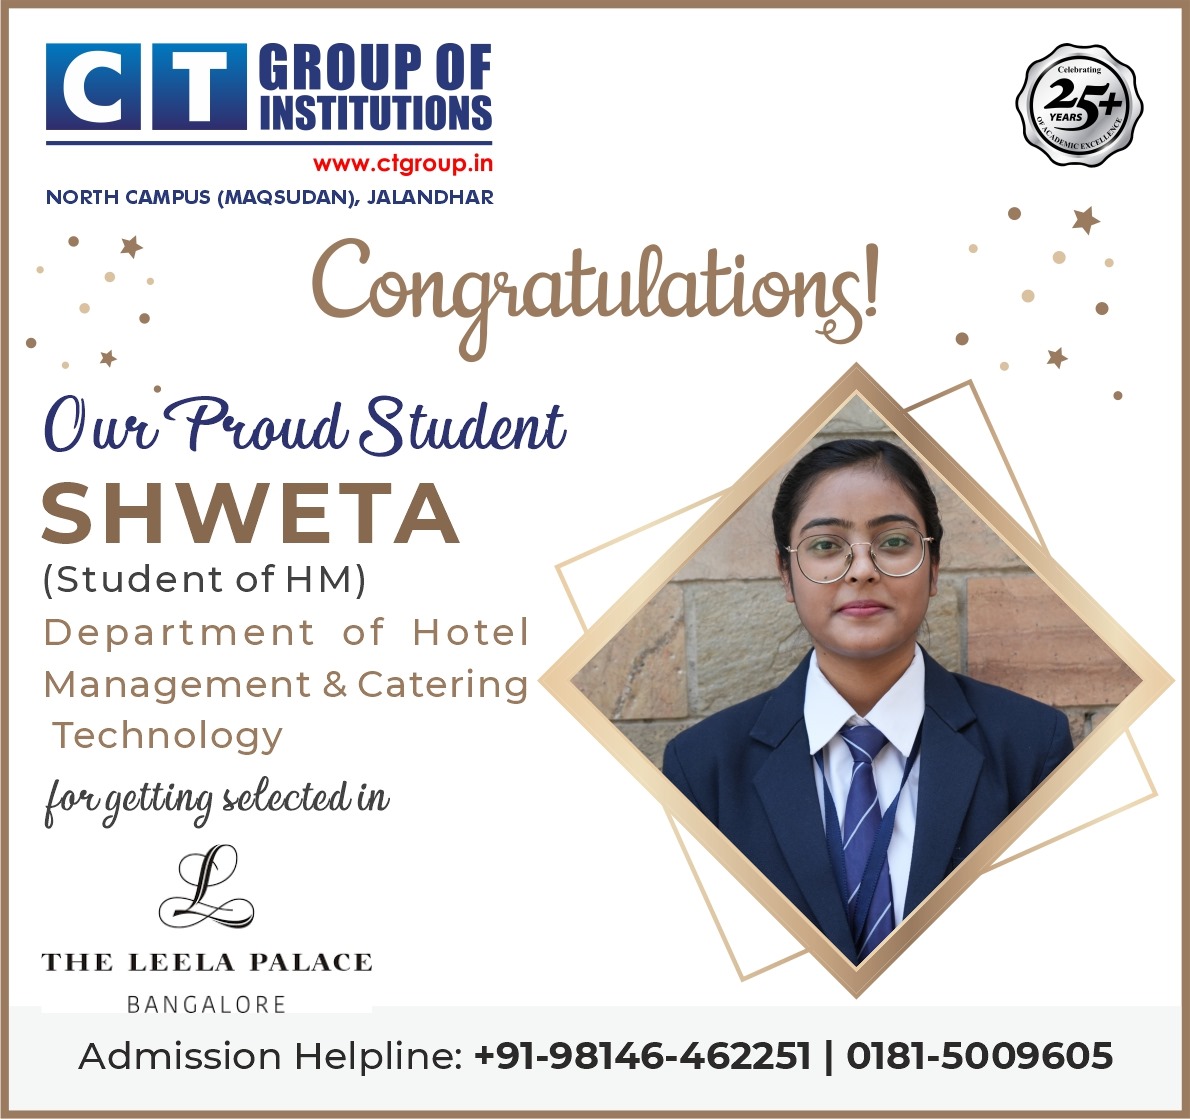 CT GROUP OF
INSTITUTIONS
www.ctgroup.in
NORTH CAMPUS (MAQSUDAN), JALANDHAR
Celebrating
25+
YEARS
OF ACADEMIC EXCELLENCE
Congratulations!
Our Proud Student
SHWETA
(Student of HM)
Department of Hotel
Management & Catering
Technology
for getting selected in
L
THE LEELA PALACE
BANGALORE
Admission Helpline: +91-98146-462251 | 0181-5009605